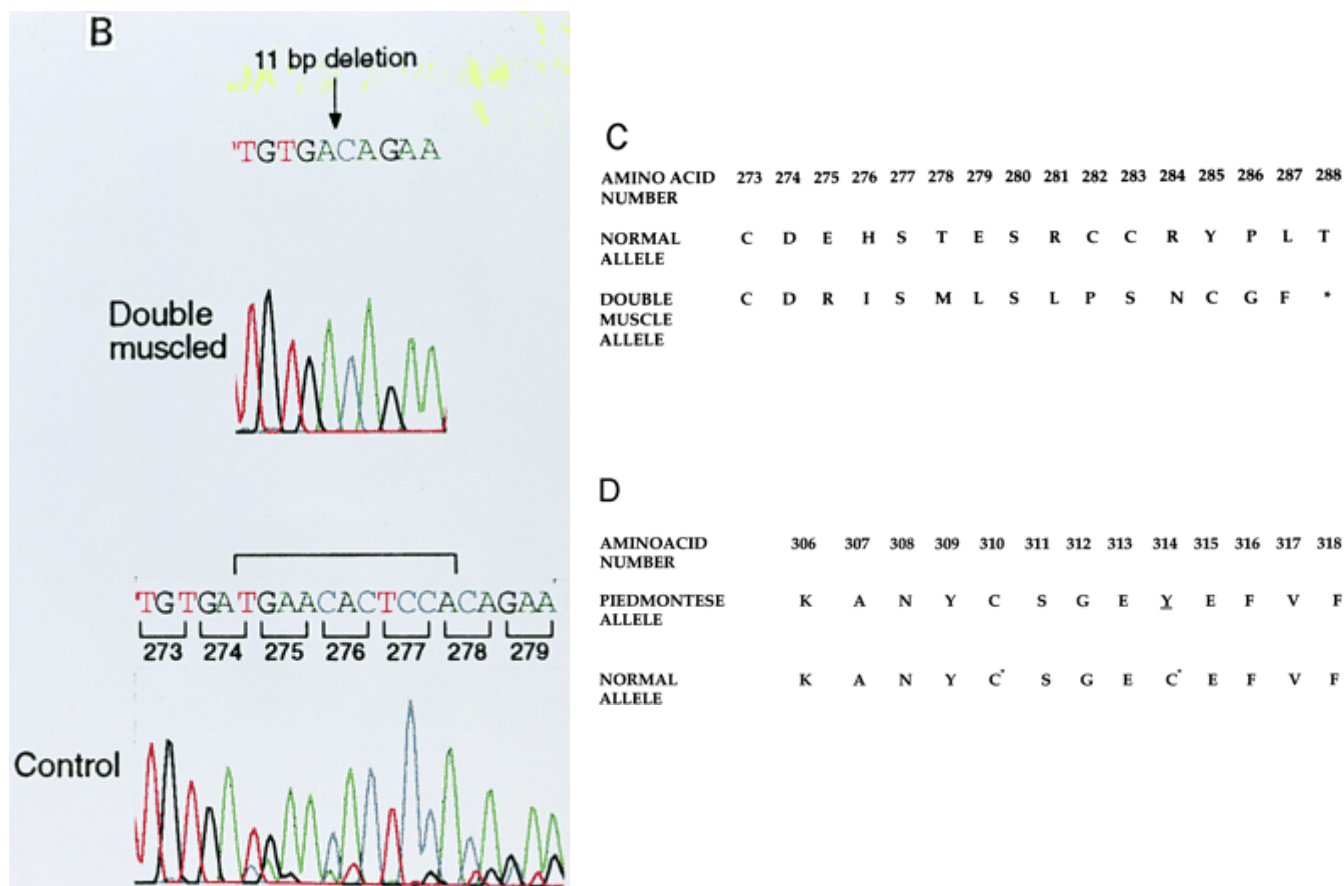 B
11 bp deletion
TGTGACAGAA
Double
muscled
TGTGATGAACACTCCACAGAA
273 274 275 276 277 278 279
Control
C
AMINO ACID 273 274 275 276 277 278 279 280 281 282 283 284 285 286 287 288
NUMBER
NORMAL C D E H S T E S R C C R Y P L T
ALLELE
DOUBLE C D R I S M L S L P S N C G F *
MUSCLE
ALLELE
D
AMINOACID 306 307 308 309 310 311 312 313 314 315 316 317 318
NUMBER
PIEDMONTESE K A N Y C S G E Y E F V F
ALLELE
NORMAL K A N Y C* S G E C* E F V F
ALLELE